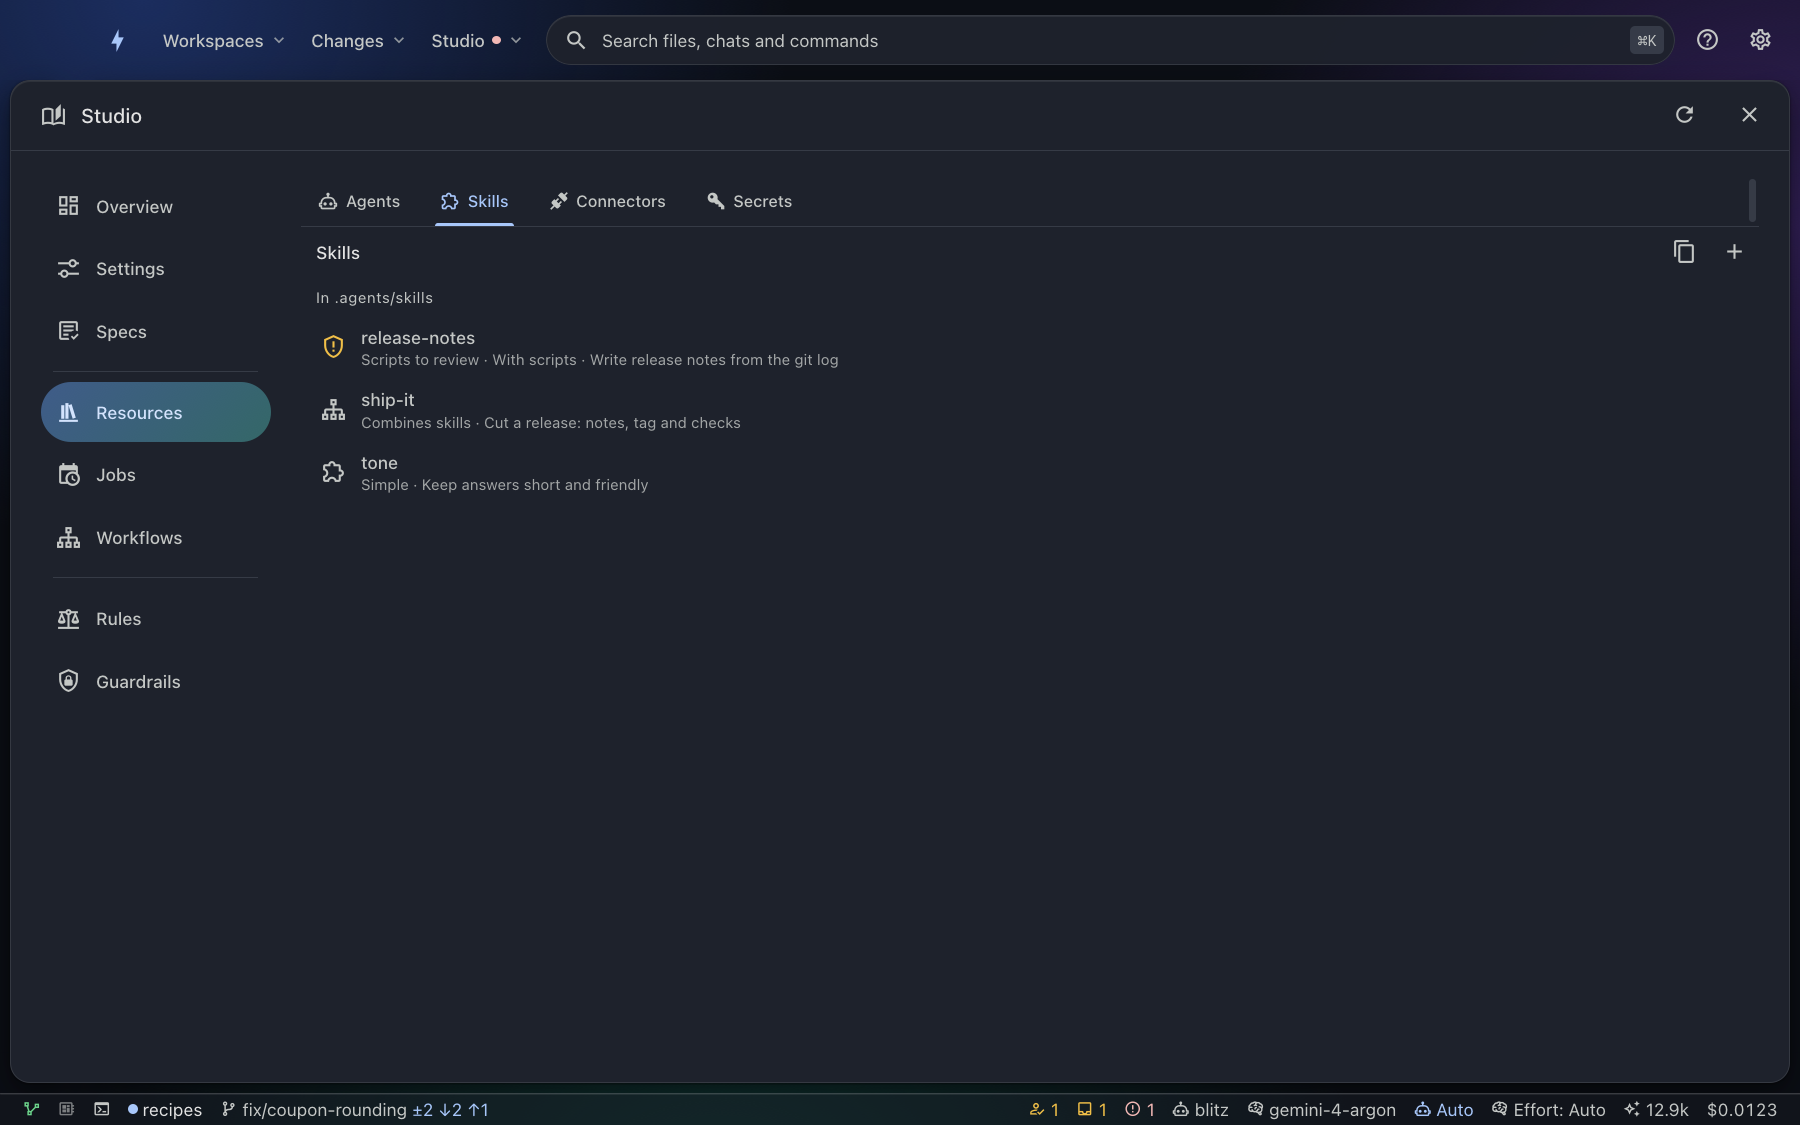 Workspaces Changes Studio Search files, chats and commands ⌘K
Studio
Overview
Settings
Specs
Resources
Jobs
Workflows
Rules
Guardrails
Agents Skills Connectors Secrets
Skills
In .agents/skills
release-notes
Scripts to review · With scripts · Write release notes from the git log
ship-it
Combines skills · Cut a release: notes, tag and checks
tone
Simple · Keep answers short and friendly
recipes fix/coupon-rounding ±2 ↓2 ↑1 1 1 1 blitz gemini-4-argon Auto Effort: Auto 12.9k $0.0123